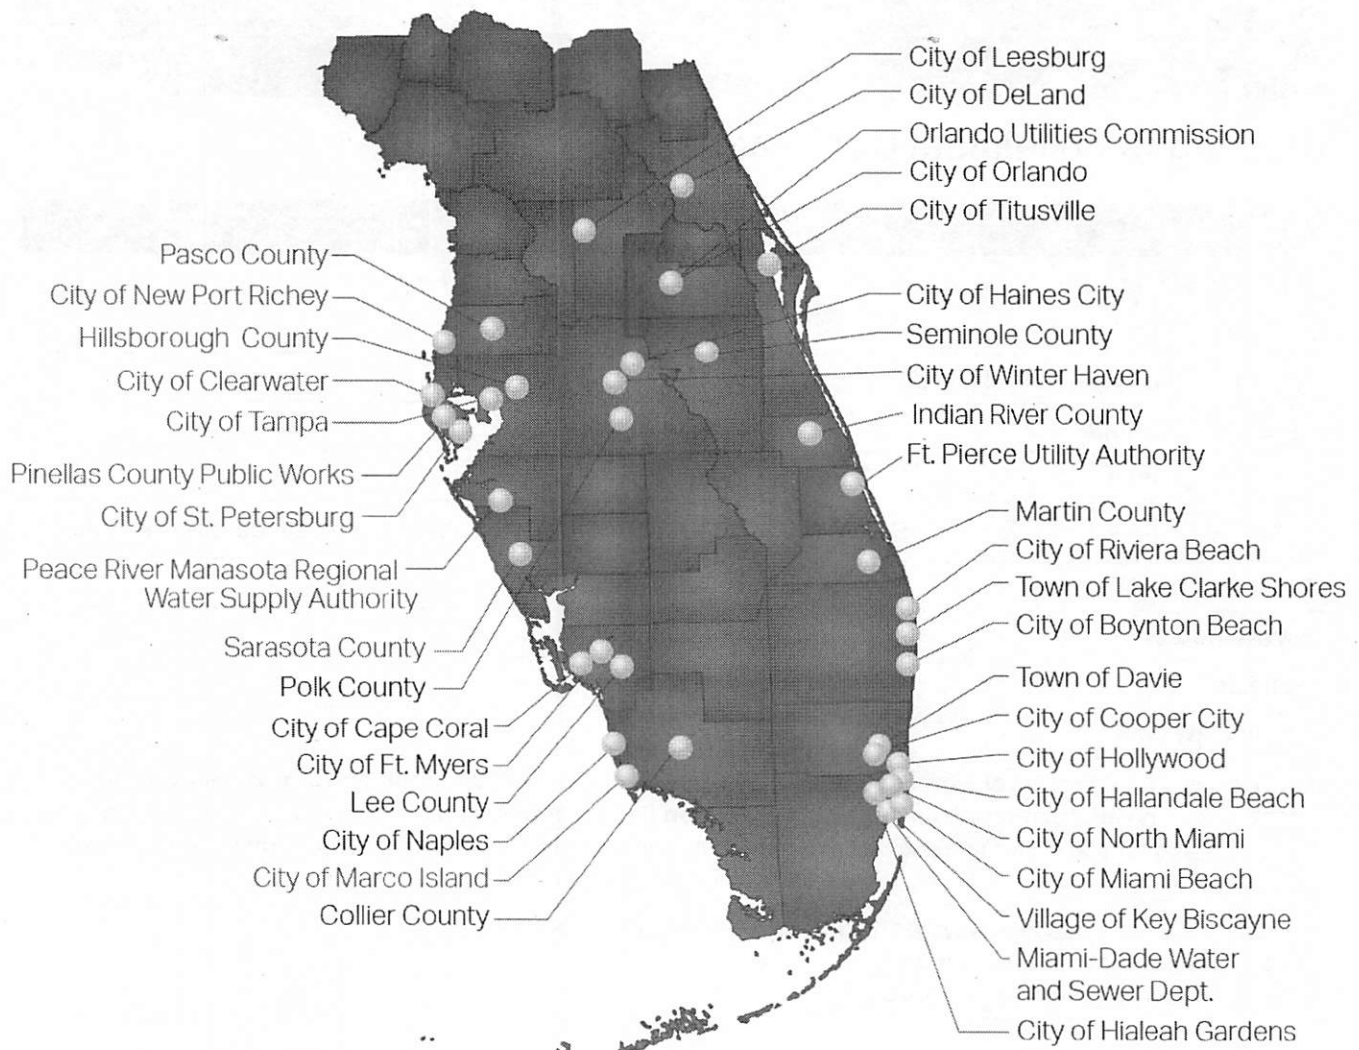 City of Leesburg
City of DeLand
Orlando Utilities Commission
City of Orlando
City of Titusville
Pasco County
City of New Port Richey
Hillsborough County
City of Clearwater
City of Tampa
Pinellas County Public Works
City of St. Petersburg
Peace River Manasota Regional
Water Supply Authority
Sarasota County
Polk County
City of Cape Coral
City of Ft. Myers
Lee County
City of Naples
City of Marco Island
Collier County
City of Haines City
Seminole County
City of Winter Haven
Indian River County
Ft. Pierce Utility Authority
Martin County
City of Riviera Beach
Town of Lake Clarke Shores
City of Boynton Beach
Town of Davie
City of Cooper City
City of Hollywood
City of Hallandale Beach
City of North Miami
City of Miami Beach
Village of Key Biscayne
Miami-Dade Water
and Sewer Dept.
City of Hialeah Gardens